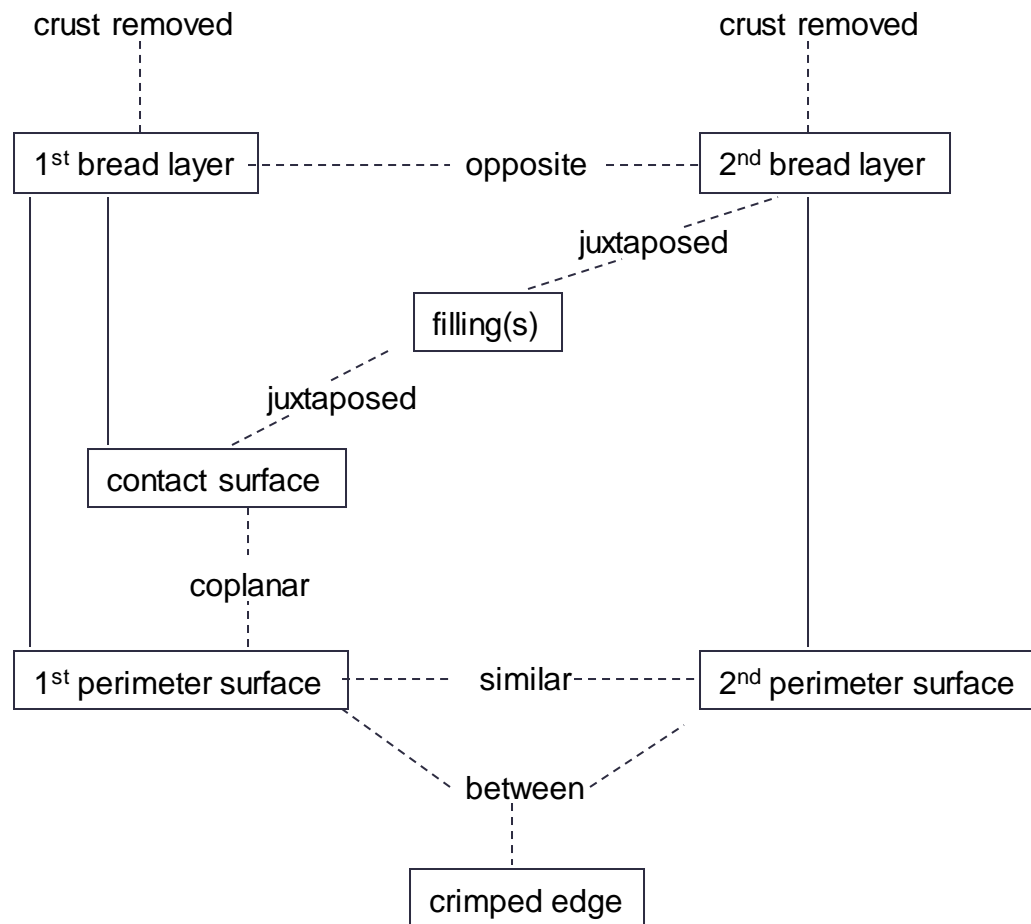 crust removed
crust removed
1st bread layer
opposite
2nd bread layer
juxtaposed
filling(s)
juxtaposed
contact surface
coplanar
1st perimeter surface
similar
2nd perimeter surface
between
crimped edge